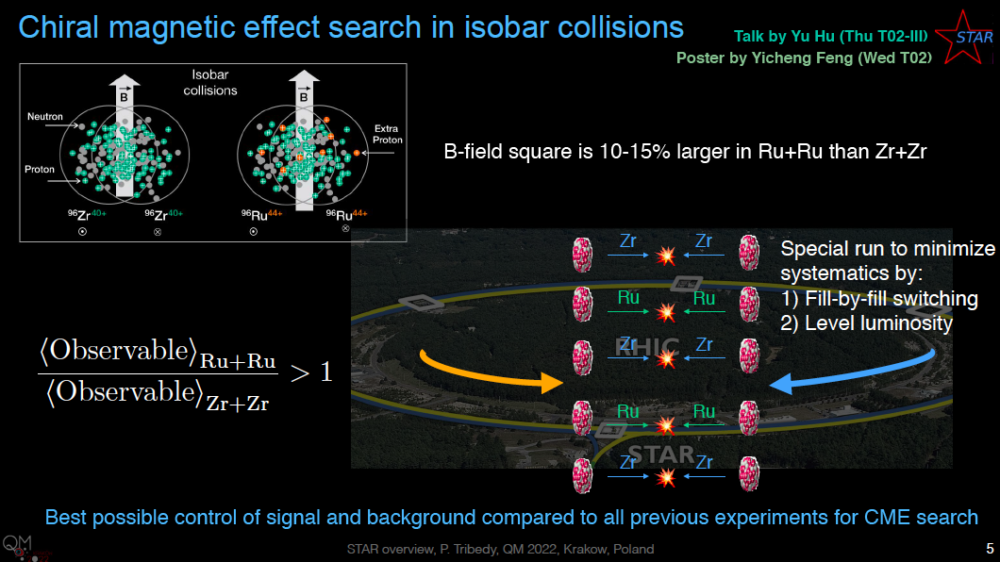 Chiral magnetic effect search in isobar collisions
Talk by Yu Hu (Thu T02-III)
Poster by Yicheng Feng (Wed T02)
STAR
Isobar
collisions
B
B
Neutron
Proton
Extra
Proton
96Zr40+
96Zr40+
96Ru44+
96Ru44+
B-field square is 10-15% larger in Ru+Ru than Zr+Zr
Zr Zr
Ru Ru
Zr Zr
Ru Ru
Zr Zr
RHIC
STAR
Special run to minimize
systematics by:
1) Fill-by-fill switching
2) Level luminosity
⟨Observable⟩Ru+Ru
⟨Observable⟩Zr+Zr
> 1
Best possible control of signal and background compared to all previous experiments for CME search
QM
STAR overview, P. Tribedy, QM 2022, Krakow, Poland
5